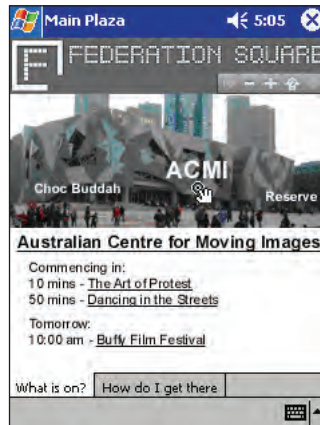 Main Plaza 5:05
F FEDERATION SQUARE
ACMI
Choc Buddah
Reserve
Australian Centre for Moving Images
Commencing in:
10 mins - The Art of Protest
50 mins - Dancing in the Streets
Tomorrow:
10:00 am - Buffy Film Festival
What is on? How do I get there